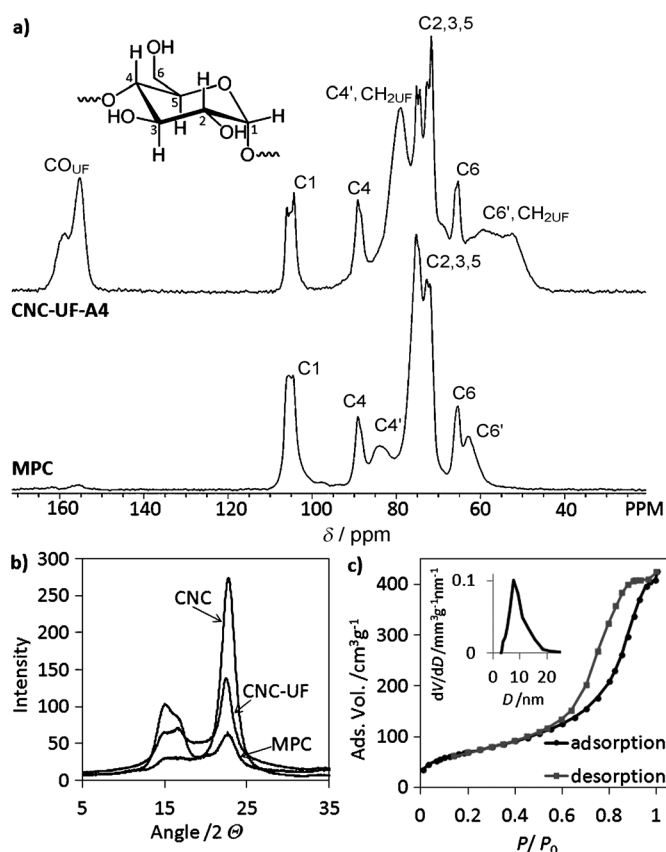 a)
OH
H
H
4
6
O
O
5
H
HO
3
H
2
OH
1
H
H
O
CO_UF
C1
C4
C4', CH_2UF
C2,3,5
C6
C6', CH_2UF
CNC-UF-A4
C1
C4
C4'
C2,3,5
C6
C6'
MPC
160 140 120 100 80 60 40 PPM
δ / ppm
b)
300
250
200
150
100
50
0
Intensity
CNC
CNC-UF
MPC
5 15 25 35
Angle /2 Θ
c)
400
300
200
100
0
Ads. Vol. /cm³g⁻¹
0.1
0
dV/dD /mm³g⁻¹nm⁻¹
0 10 20
D /nm
adsorption
desorption
0 0.2 0.4 0.6 0.8 1
P/ P₀